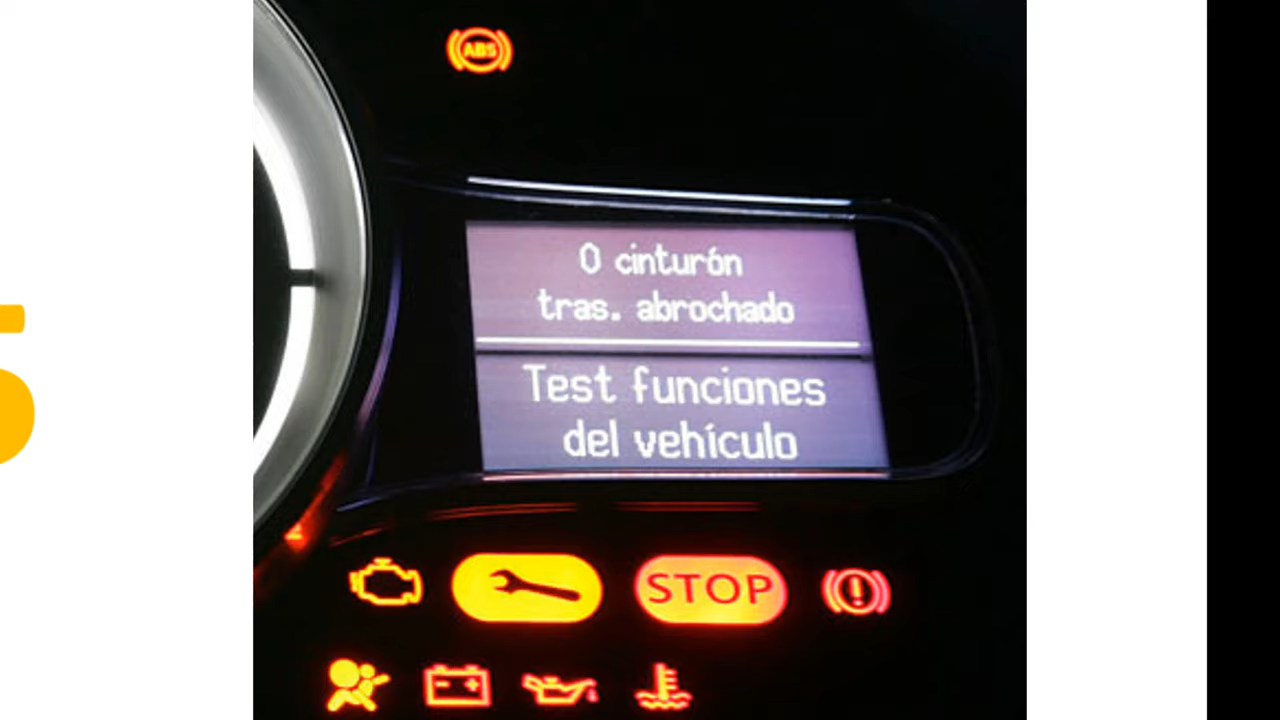 ABS
0 cinturón
tras. abrochado
Test funciones
del vehículo
STOP